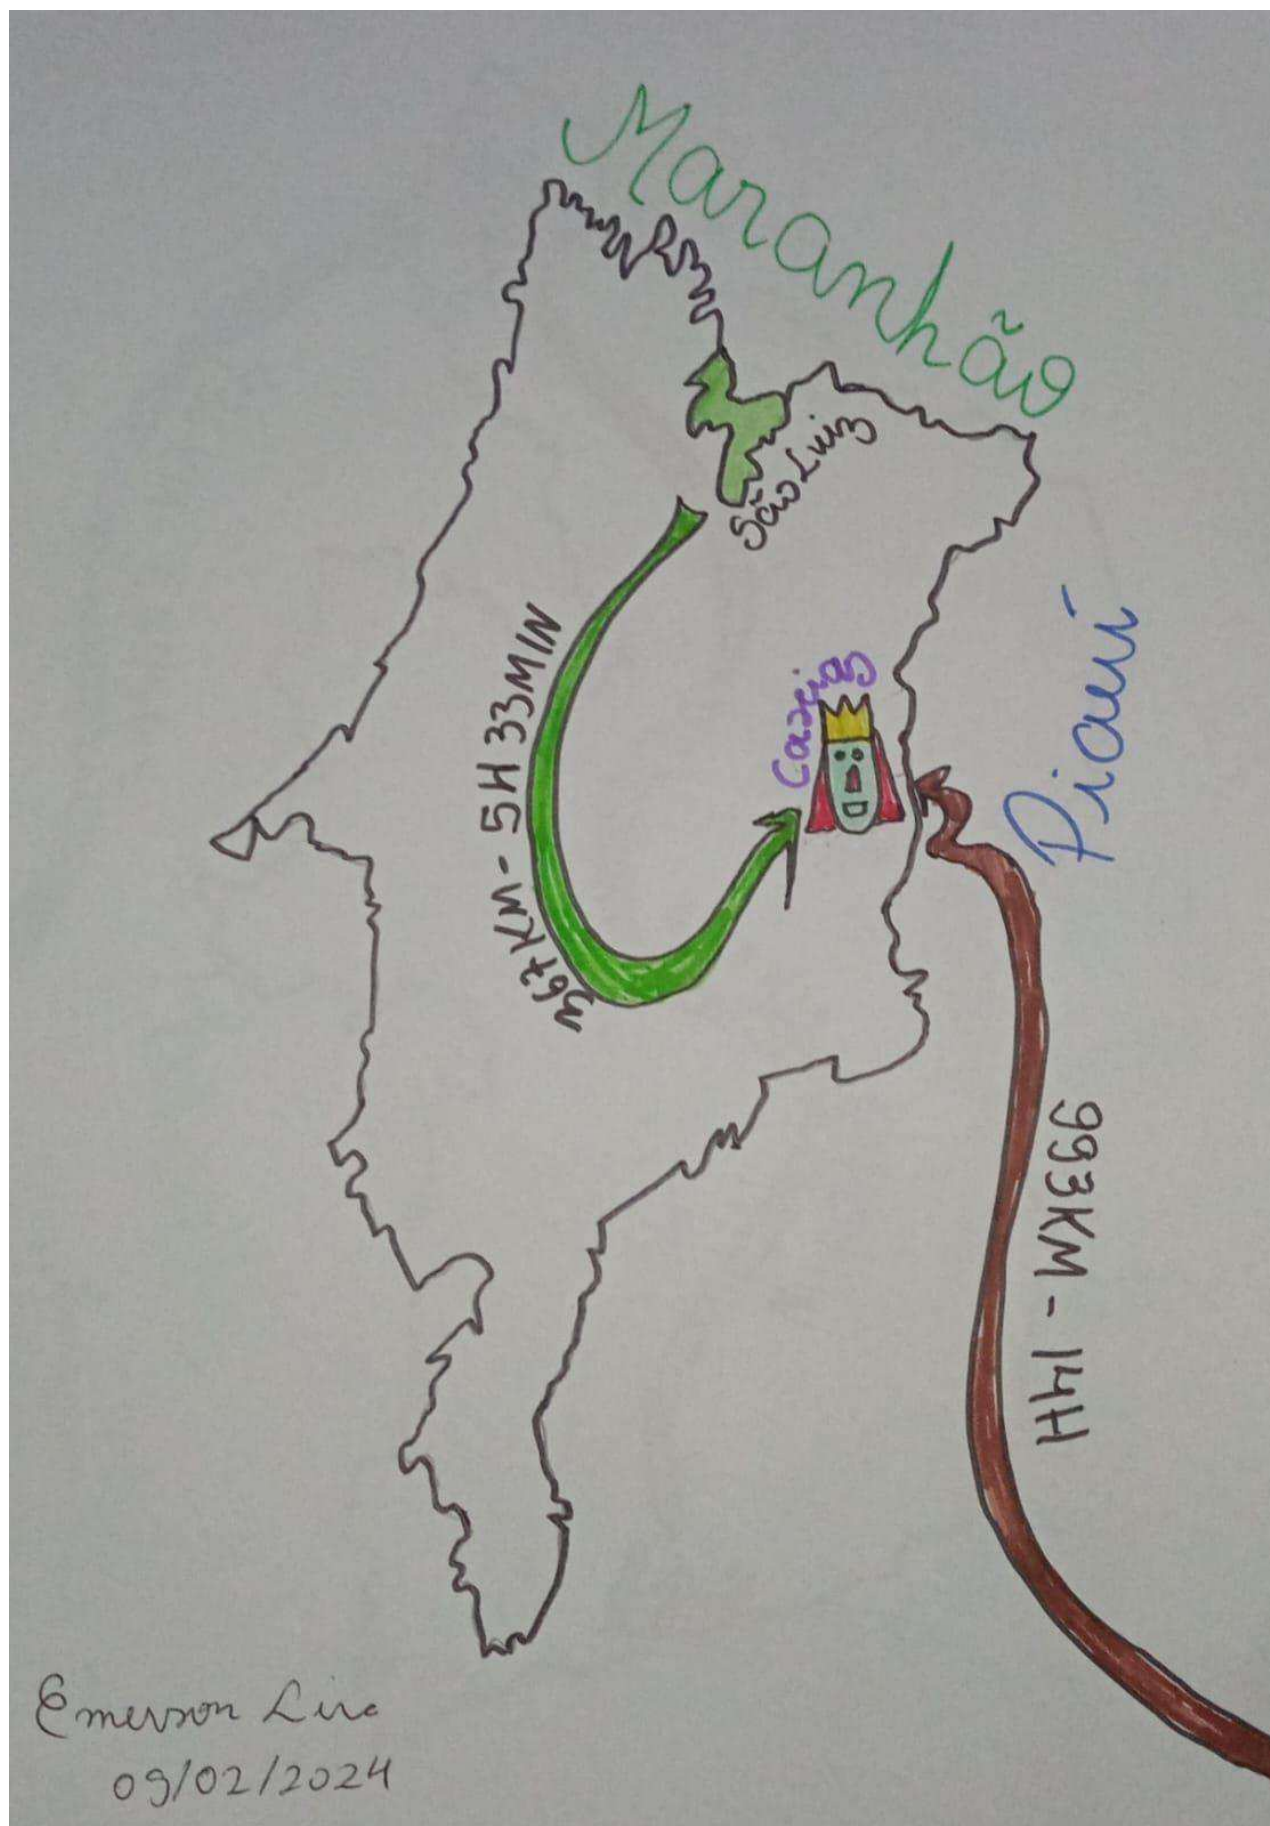 Maranhão
São Luiz
367KM - 5H 33MIN
Caxias
Piauí
993KM - 14H
Emerson Lira
09/02/2024